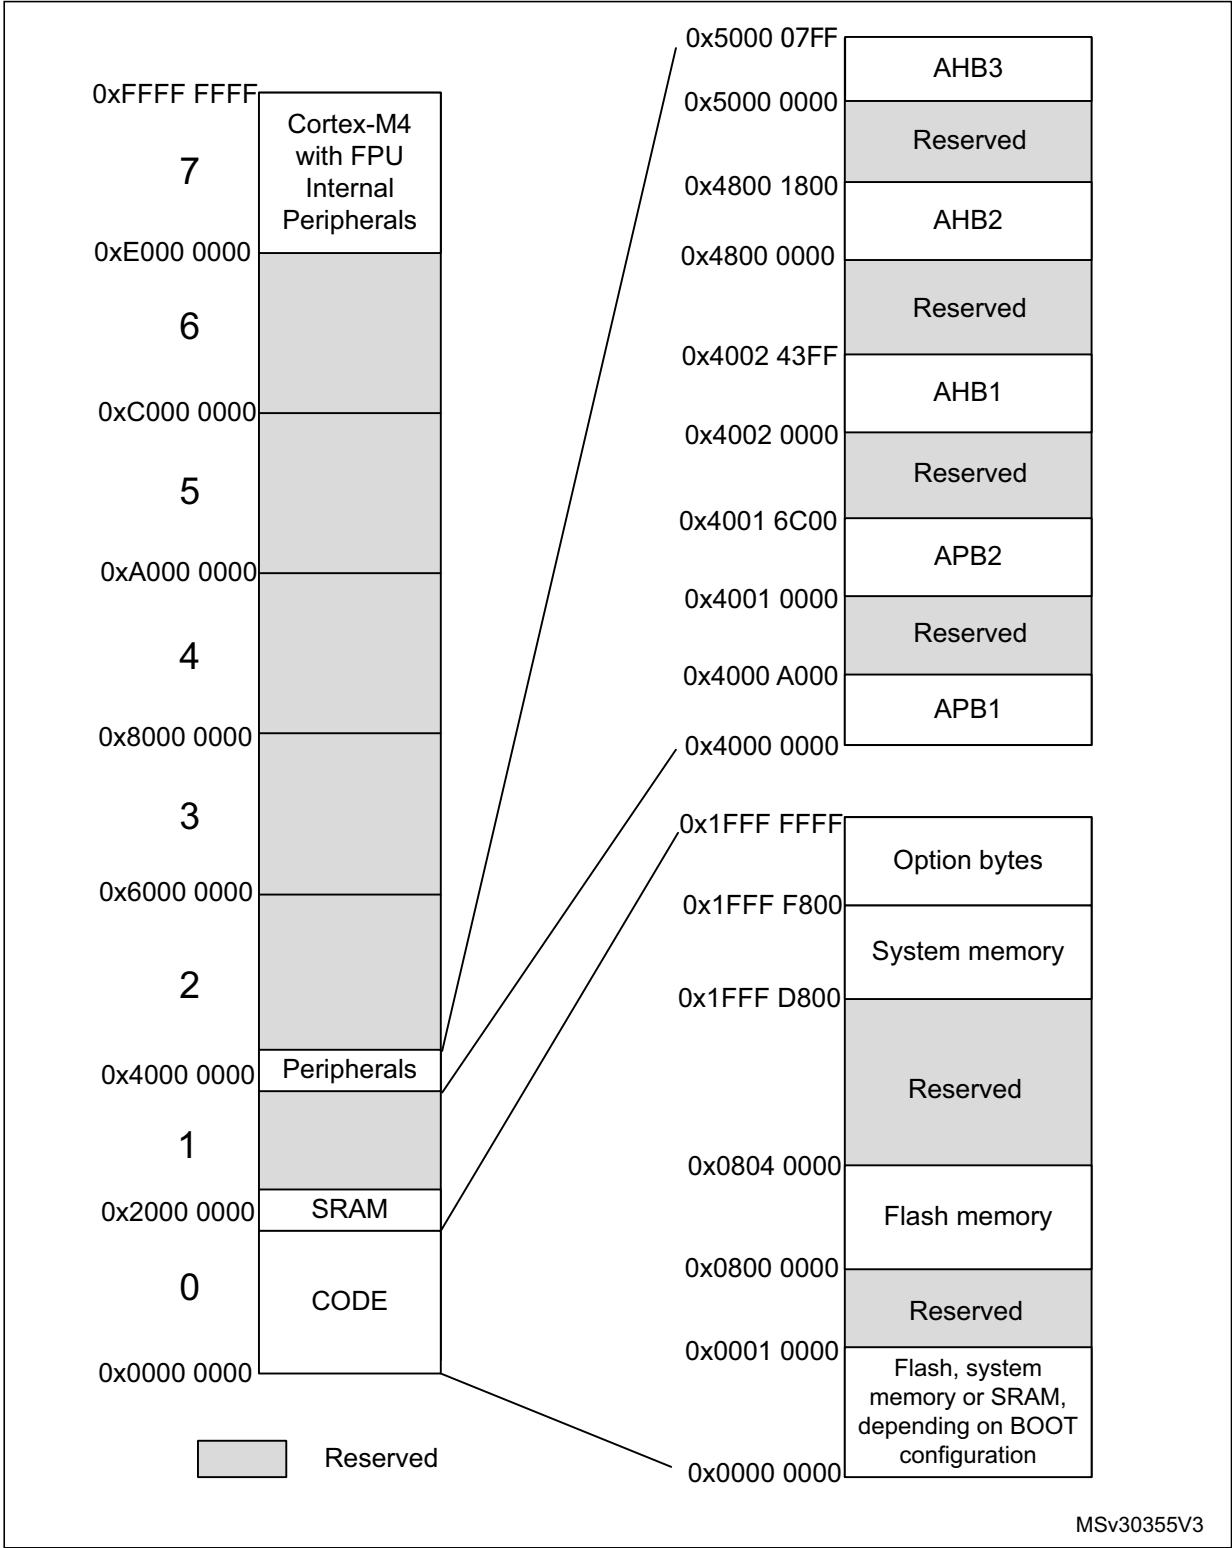 0xFFFF FFFF
Cortex-M4
with FPU
Internal
Peripherals
7
0xE000 0000
6
0xC000 0000
5
0xA000 0000
4
0x8000 0000
3
0x6000 0000
2
0x4000 0000
Peripherals
1
0x2000 0000
SRAM
0
CODE
0x0000 0000
Reserved
0x5000 07FF
AHB3
0x5000 0000
Reserved
0x4800 1800
AHB2
0x4800 0000
Reserved
0x4002 43FF
AHB1
0x4002 0000
Reserved
0x4001 6C00
APB2
0x4001 0000
Reserved
0x4000 A000
APB1
0x4000 0000
0x1FFF FFFF
Option bytes
0x1FFF F800
System memory
0x1FFF D800
Reserved
0x0804 0000
Flash memory
0x0800 0000
Reserved
0x0001 0000
Flash, system
memory or SRAM,
depending on BOOT
configuration
0x0000 0000
MSv30355V3